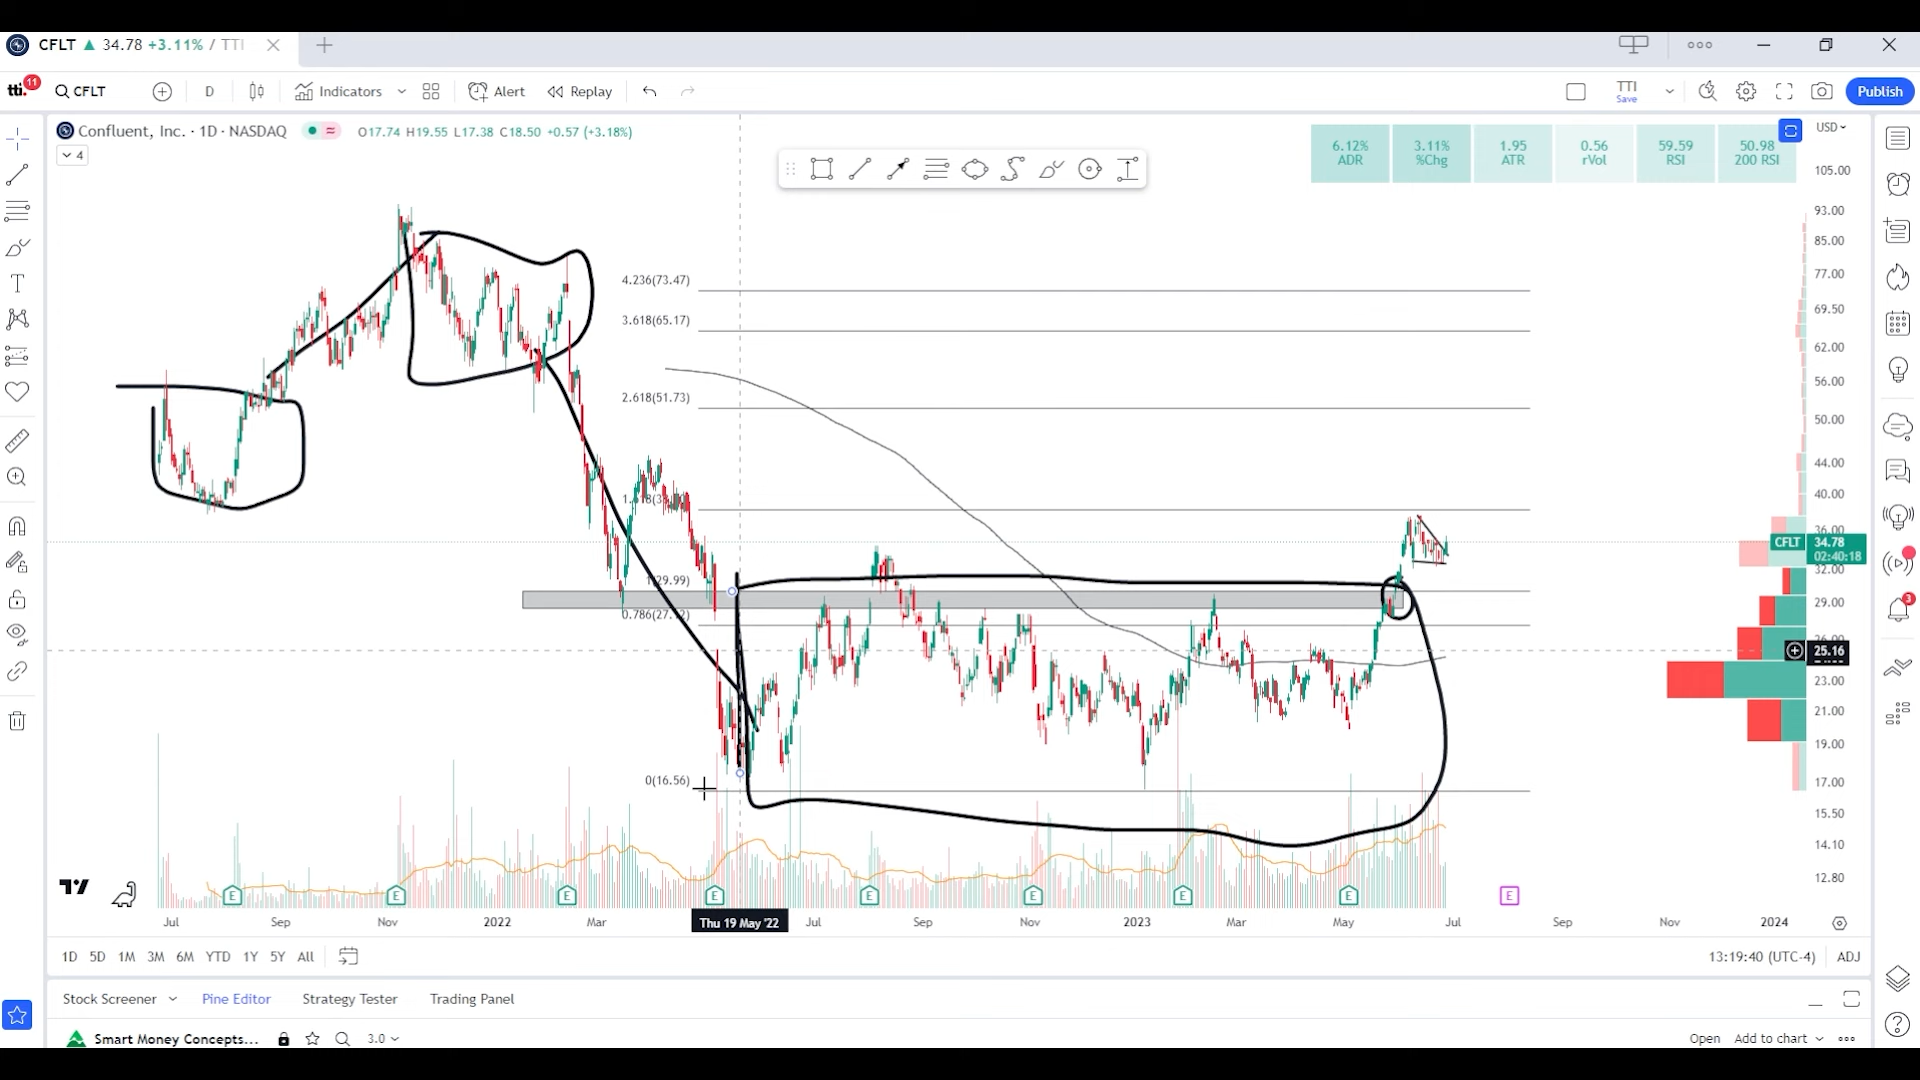 CFLT ▲ 34.78 +3.11% / TTI
tti. 11 CFLT D Indicators Alert Replay TTI Save Publish
Confluent, Inc. · 1D · NASDAQ O17.74 H19.55 L17.38 C18.50 +0.57 (+3.18%)
4
6.12% 3.11% 1.95 0.56 59.59 50.98
ADR %Chg ATR rVol RSI 200 RSI
USD
105.00
93.00
85.00
4.236(73.47)
77.00
3.618(65.17)
69.50
62.00
2.618(51.73)
56.00
50.00
44.00
40.00
36.00
CFLT 34.78
02:40:18
32.00
1(29.99)
29.00
25.16
23.00
21.00
19.00
0(16.56)
17.00
15.50
14.10
12.80
E E E E E E E E E
Jul Sep Nov 2022 Mar Thu 19 May '22 Jul Sep Nov 2023 Mar May Jul Sep Nov 2024
1D 5D 1M 3M 6M YTD 1Y 5Y All 13:19:40 (UTC-4) ADJ
Stock Screener Pine Editor Strategy Tester Trading Panel
Smart Money Concepts... 3.0 Open Add to chart
3